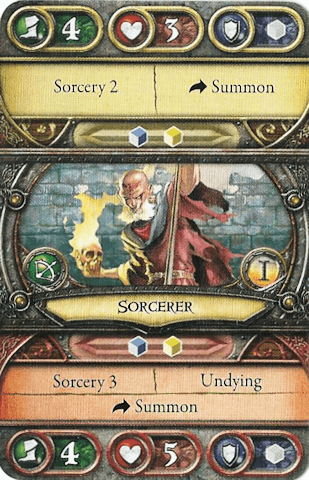 4 3
Sorcery 2 Summon
I
SORCERER
Sorcery 3 Undying
Summon
4 5